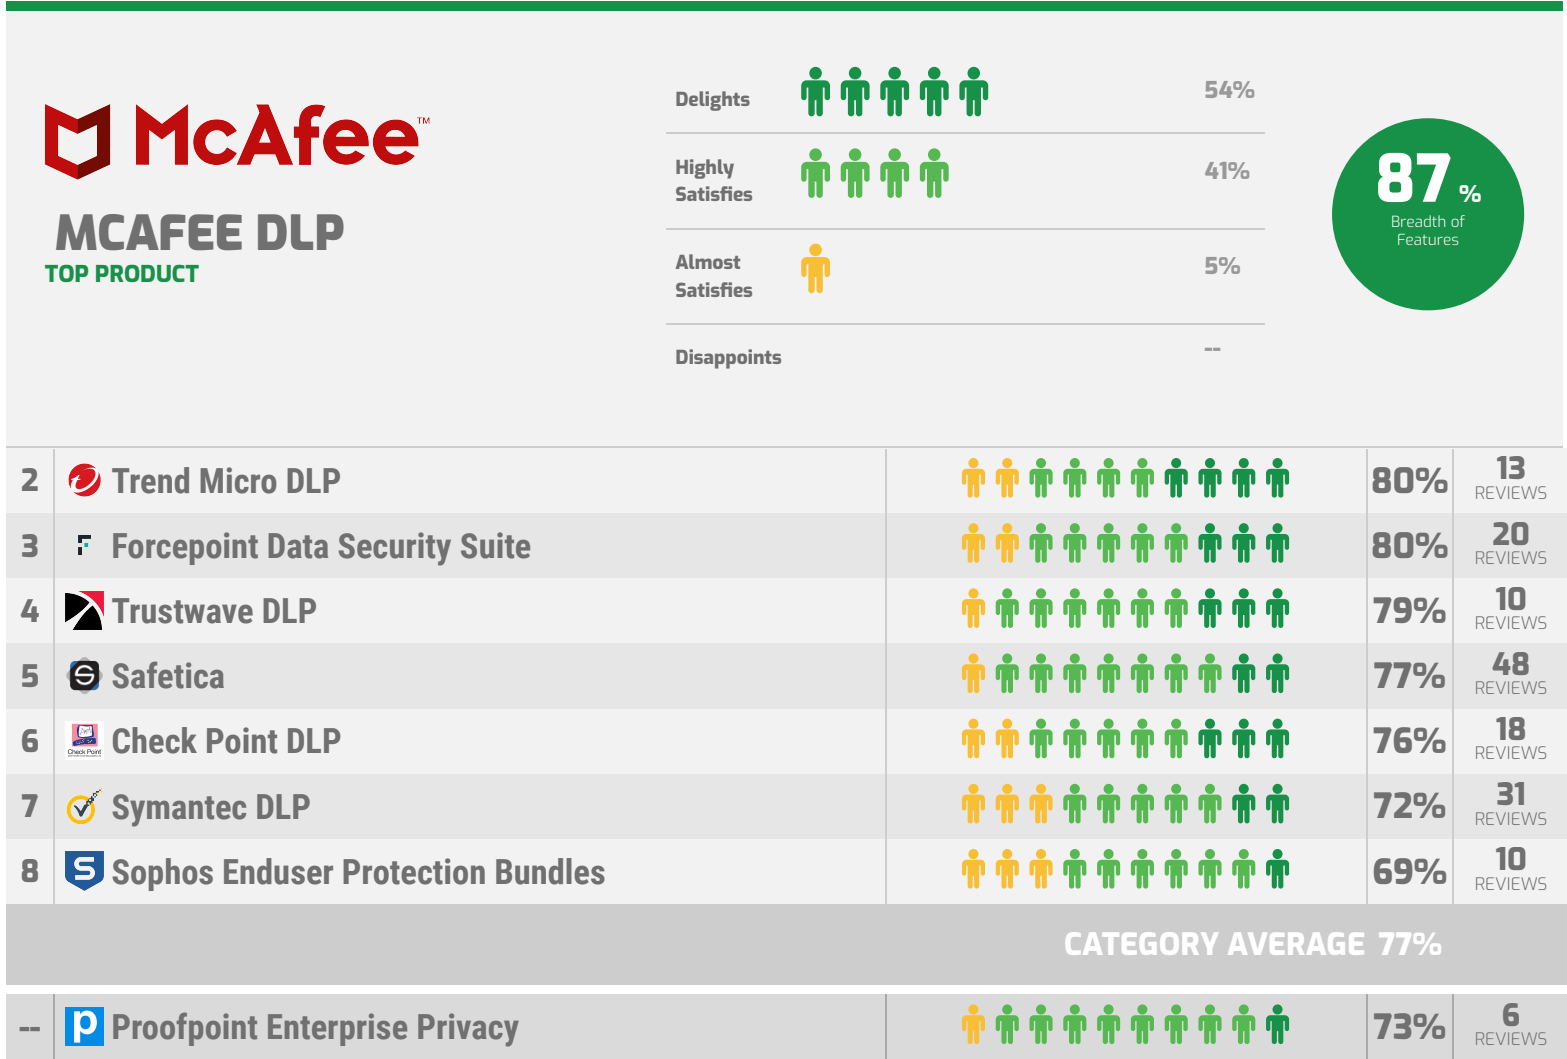 McAfee™
MCAFEE DLP
TOP PRODUCT
Delights 54%
Highly
Satisfies 41%
Almost
Satisfies 5%
Disappoints --
87 %
Breadth of
Features
2 Trend Micro DLP 80% 13 REVIEWS
3 Forcepoint Data Security Suite 80% 20 REVIEWS
4 Trustwave DLP 79% 10 REVIEWS
5 Safetica 77% 48 REVIEWS
6 Check Point Check Point DLP 76% 18 REVIEWS
7 Symantec DLP 72% 31 REVIEWS
8 Sophos Enduser Protection Bundles 69% 10 REVIEWS
CATEGORY AVERAGE 77%
-- p Proofpoint Enterprise Privacy 73% 6 REVIEWS